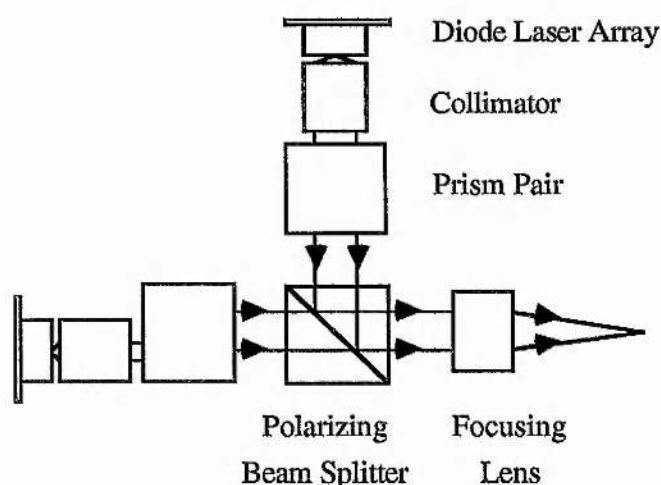 Diode Laser Array
Collimator
Prism Pair
Polarizing
Beam Splitter
Focusing
Lens